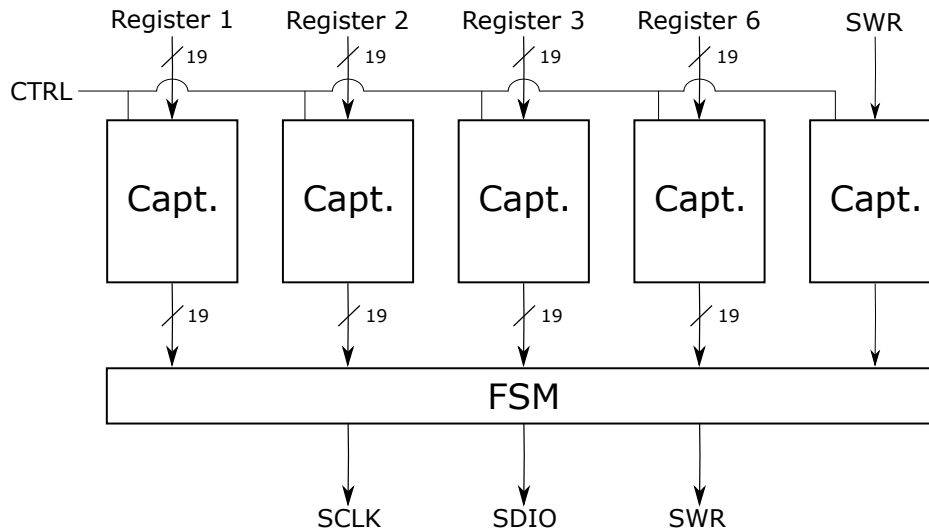 Register 1 Register 2 Register 3 Register 6 SWR
19 19 19 19
CTRL
Capt. Capt. Capt. Capt. Capt.
19 19 19 19
FSM
SCLK SDIO SWR